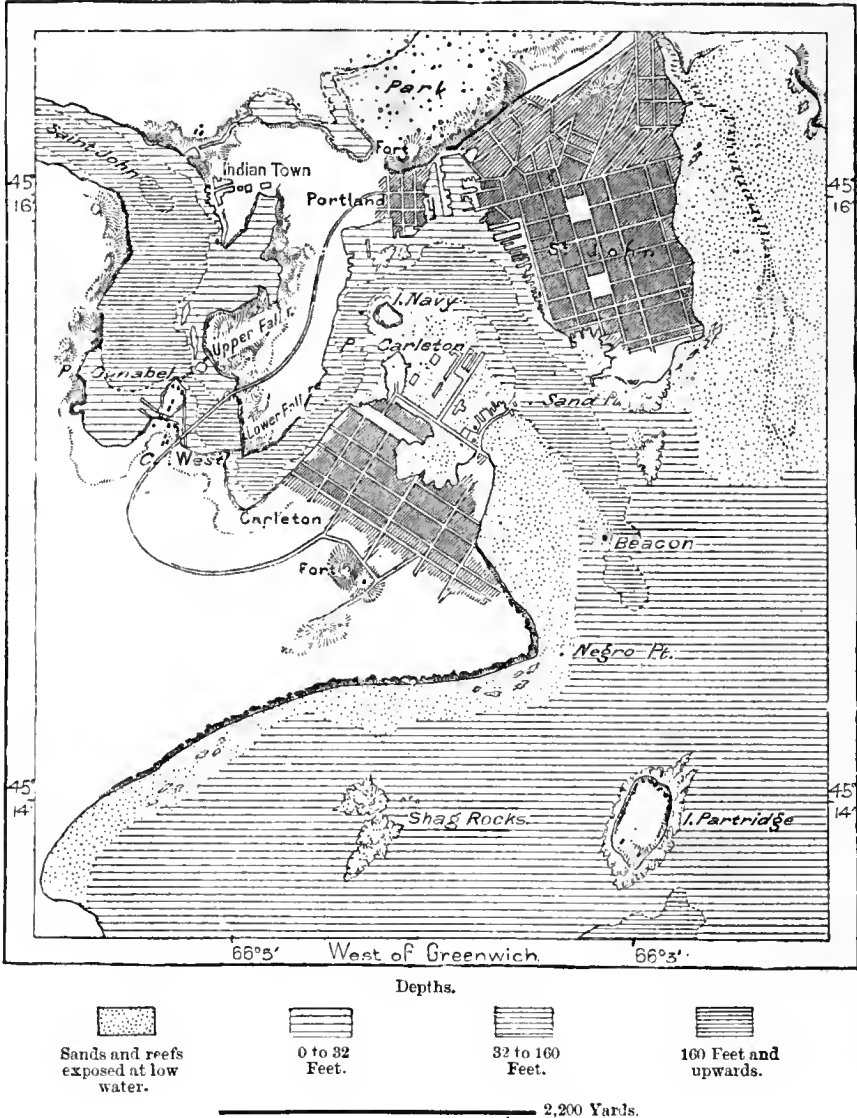 Park
Saint John
Fort
Indian Town
45°
16'
Portland
45°
16'
St John
I. Navy
Upper Fall
P. Carleton
P. Dunabel
Sand P.
Lower Fall
C. West
Carleton
Beacon
Fort
Negro Pt.
45°
14'
45°
14'
Shag Rocks.
I. Partridge
66°3' West of Greenwich. 66°3'
Depths.
Sands and reefs
exposed at low
water.
0 to 32
Feet.
32 to 160
Feet.
160 Feet and
upwards.
2,200 Yards.